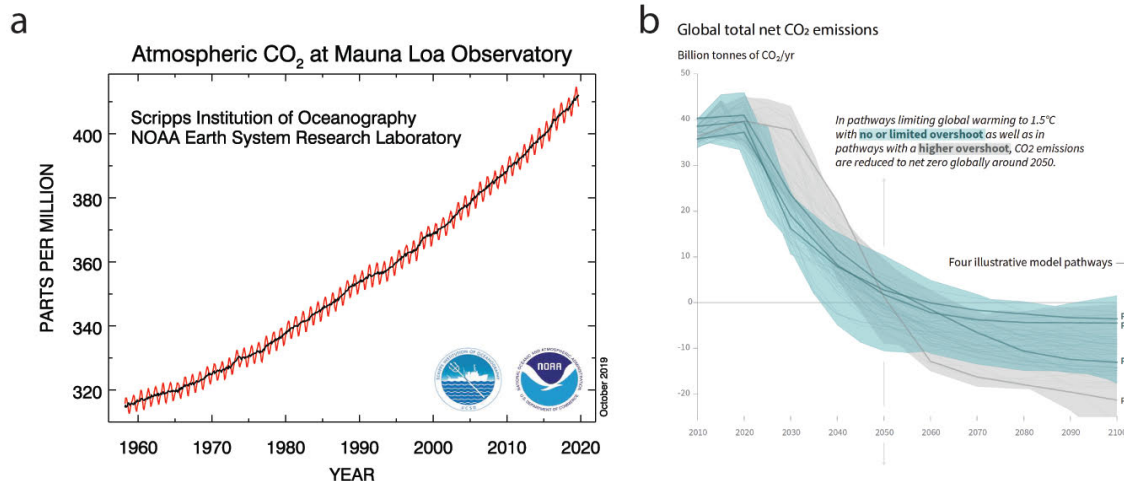 a
Atmospheric CO₂ at Mauna Loa Observatory
Scripps Institution of Oceanography
NOAA Earth System Research Laboratory
PARTS PER MILLION
400
380
360
340
320
1960
1970
1980
1990
2000
2010
2020
YEAR
NOAA
October 2019
b
Global total net CO₂ emissions
Billion tonnes of CO₂/yr
50
40
30
20
10
0
-10
-20
In pathways limiting global warming to 1.5°C
with no or limited overshoot as well as in
pathways with a higher overshoot, CO2 emissions
are reduced to net zero globally around 2050.
Four illustrative model pathways
2010
2020
2030
2040
2050
2060
2070
2080
2090
2100